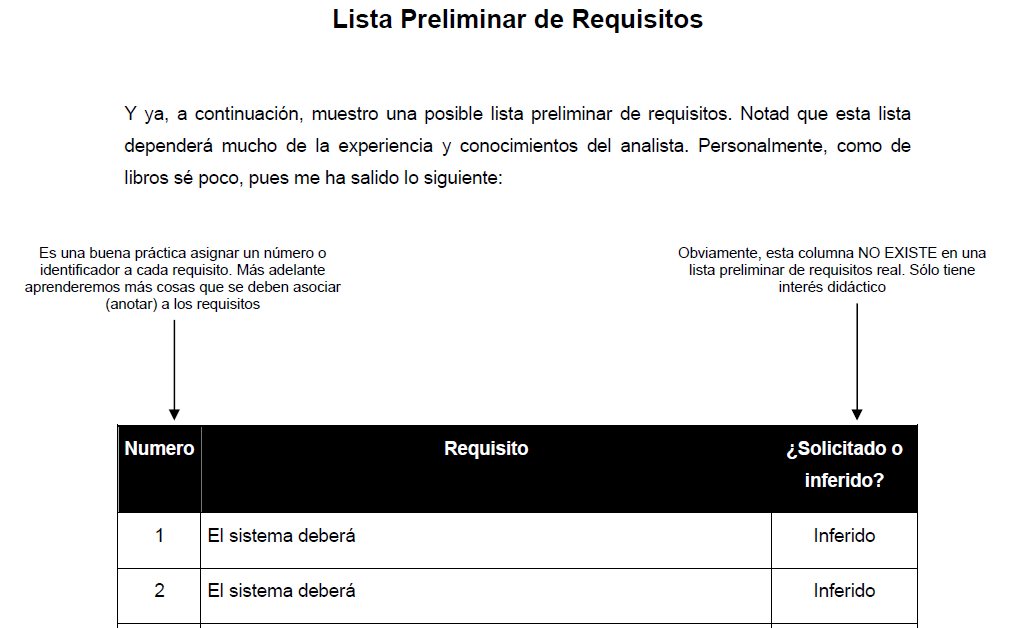 Lista Preliminar de Requisitos
Y ya, a continuación, muestro una posible lista preliminar de requisitos. Notad que esta lista
dependerá mucho de la experiencia y conocimientos del analista. Personalmente, como de
libros sé poco, pues me ha salido lo siguiente:
Es una buena práctica asignar un número o
identificador a cada requisito. Más adelante
aprenderemos más cosas que se deben asociar
(anotar) a los requisitos
Obviamente, esta columna NO EXISTE en una
lista preliminar de requisitos real. Sólo tiene
interés didáctico
Numero Requisito ¿Solicitado o
inferido?
1 El sistema deberá Inferido
2 El sistema deberá Inferido